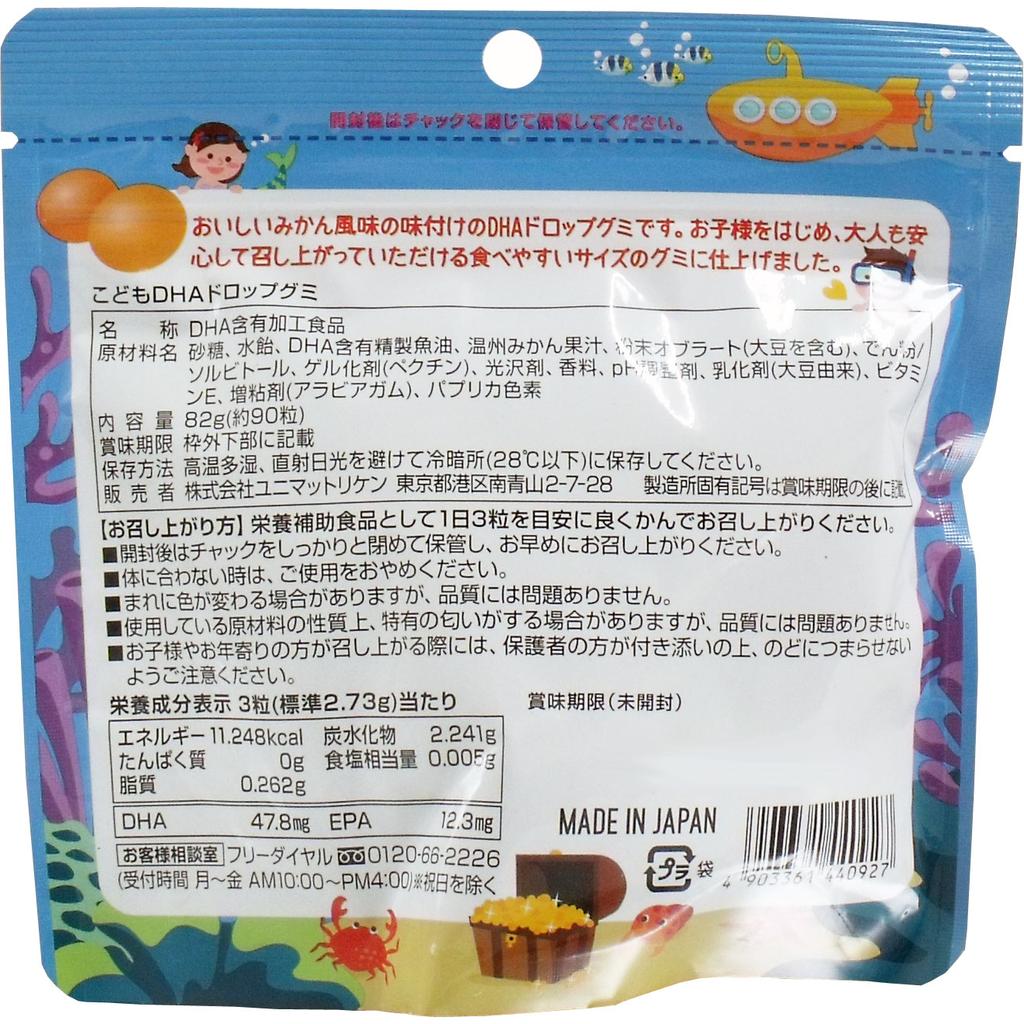 開封後はチャックを閉じて保管してください。
おいしいみかん風味の味付けのDHAドロップグミです。お子様をはじめ、大人も安
心して召し上がっていただける食べやすいサイズのグミに仕上げました。
こどもDHAドロップグミ
名 称 DHA含有加工食品
原材料名 砂糖、水飴、DHA含有精製魚油、温州みかん果汁、粉末オブラート(大豆を含む)、でん粉/
ソルビトール、ゲル化剤(ペクチン)、光沢剤、香料、pH調整剤、乳化剤(大豆由来)、ビタミ
ンE、増粘剤(アラビアガム)、パプリカ色素
内 容 量 82g(約90粒)
賞味期限 枠外下部に記載
保存方法 高温多湿、直射日光を避けて冷暗所(28℃以下)に保存してください。
販 売 者 株式会社ユニマットリケン 東京都港区南青山2-7-28 製造所固有記号は賞味期限の後に記載
【お召し上がり方】栄養補助食品として1日3粒を目安に良くかんでお召し上がりください。
■開封後はチャックをしっかりと閉めて保管し、お早めにお召し上がりください。
■体に合わない時は、ご使用をおやめください。
■まれに色が変わる場合がありますが、品質には問題ありません。
■使用している原材料の性質上、特有の匂いがする場合がありますが、品質には問題ありません。
■お子様やお年寄りの方が召し上がる際には、保護者の方が付き添いの上、のどにつまらせない
ようご注意ください。
栄養成分表示 3粒(標準2.73g)当たり
賞味期限(未開封)
エネルギー 11.248kcal 炭水化物 2.241g
たんぱく質 0g 食塩相当量 0.005g
脂質 0.262g
DHA 47.8mg EPA 12.3mg
MADE IN JAPAN
お客様相談室 フリーダイヤル 0120-66-2226
(受付時間 月〜金 AM10:00〜PM4:00)※祝日を除く
プラ 袋
4 903361 440927